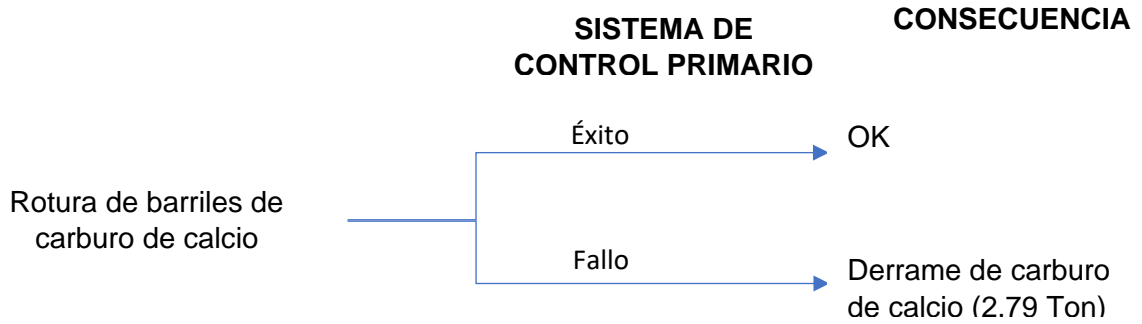 SISTEMA DE
CONTROL PRIMARIO
CONSECUENCIA
Éxito
OK
Rotura de barriles de
carburo de calcio
Fallo
Derrame de carburo
de calcio (2.79 Ton)